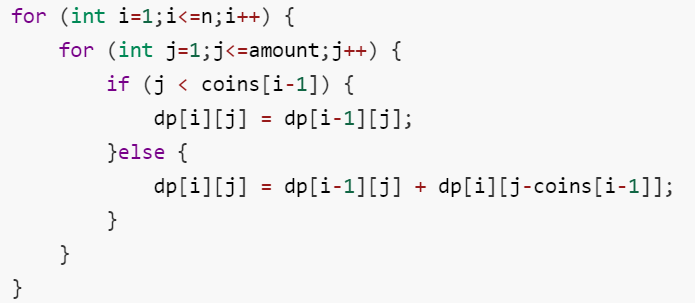 for (int i=1;i<=n;i++) {
    for (int j=1;j<=amount;j++) {
        if (j < coins[i-1]) {
            dp[i][j] = dp[i-1][j];
        }else {
            dp[i][j] = dp[i-1][j] + dp[i][j-coins[i-1]];
        }
    }
}